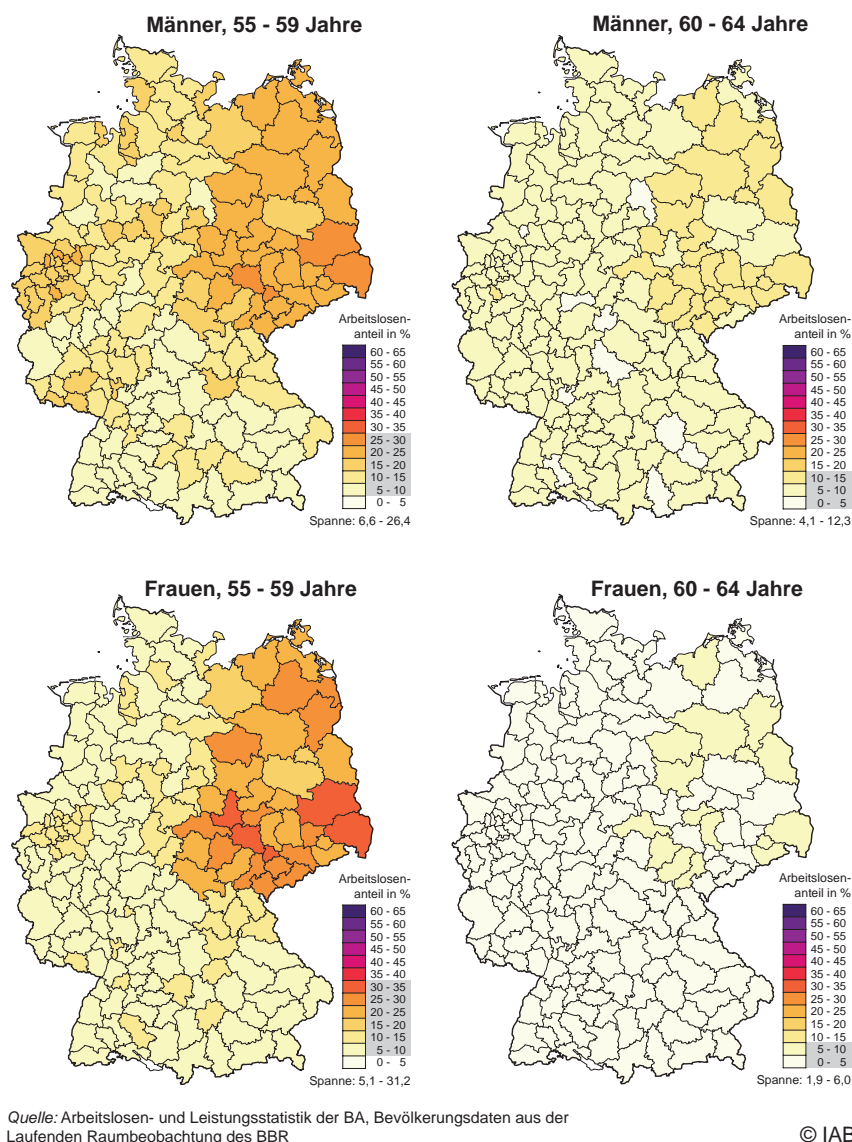 Männer, 55 - 59 Jahre
Arbeitslosen-
anteil in %
60 - 65
55 - 60
50 - 55
45 - 50
40 - 45
35 - 40
30 - 35
25 - 30
20 - 25
15 - 20
10 - 15
5 - 10
0 - 5
Spanne: 6,6 - 26,4
Männer, 60 - 64 Jahre
Arbeitslosen-
anteil in %
60 - 65
55 - 60
50 - 55
45 - 50
40 - 45
35 - 40
30 - 35
25 - 30
20 - 25
15 - 20
10 - 15
5 - 10
0 - 5
Spanne: 4,1 - 12,3
Frauen, 55 - 59 Jahre
Arbeitslosen-
anteil in %
60 - 65
55 - 60
50 - 55
45 - 50
40 - 45
35 - 40
30 - 35
25 - 30
20 - 25
15 - 20
10 - 15
5 - 10
0 - 5
Spanne: 5,1 - 31,2
Frauen, 60 - 64 Jahre
Arbeitslosen-
anteil in %
60 - 65
55 - 60
50 - 55
45 - 50
40 - 45
35 - 40
30 - 35
25 - 30
20 - 25
15 - 20
10 - 15
5 - 10
0 - 5
Spanne: 1,9 - 6,0
Quelle: Arbeitslosen- und Leistungsstatistik der BA, Bevölkerungsdaten aus der
Laufenden Raumbeobachtung des BBR
© IAB